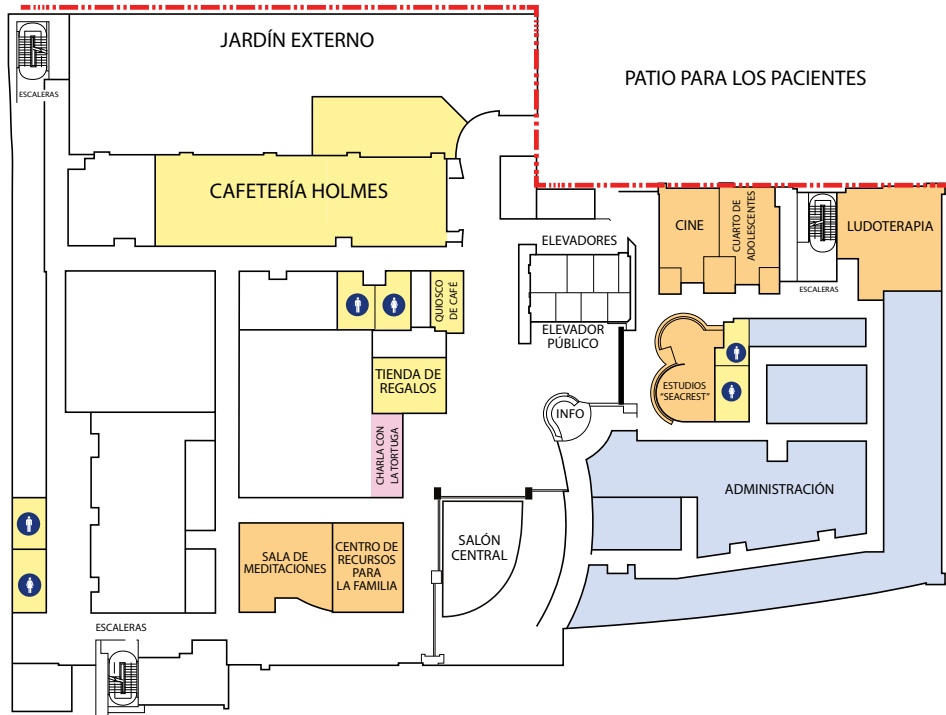 JARDÍN EXTERNO
PATIO PARA LOS PACIENTES
ESCALERAS
CAFETERÍA HOLMES
CINE
CUARTO DE
ADOLESCENTES
LUDOTERAPIA
ELEVADORES
ESCALERAS
QUIOSCO
DE CAFÉ
ELEVADOR
PÚBLICO
TIENDA DE
REGALOS
ESTUDIOS
"SEACREST"
INFO
CHARLA CON
LA TORTUGA
ADMINISTRACIÓN
SALA DE
MEDITACIONES
CENTRO DE
RECURSOS
PARA
LA FAMILIA
SALÓN
CENTRAL
ESCALERAS